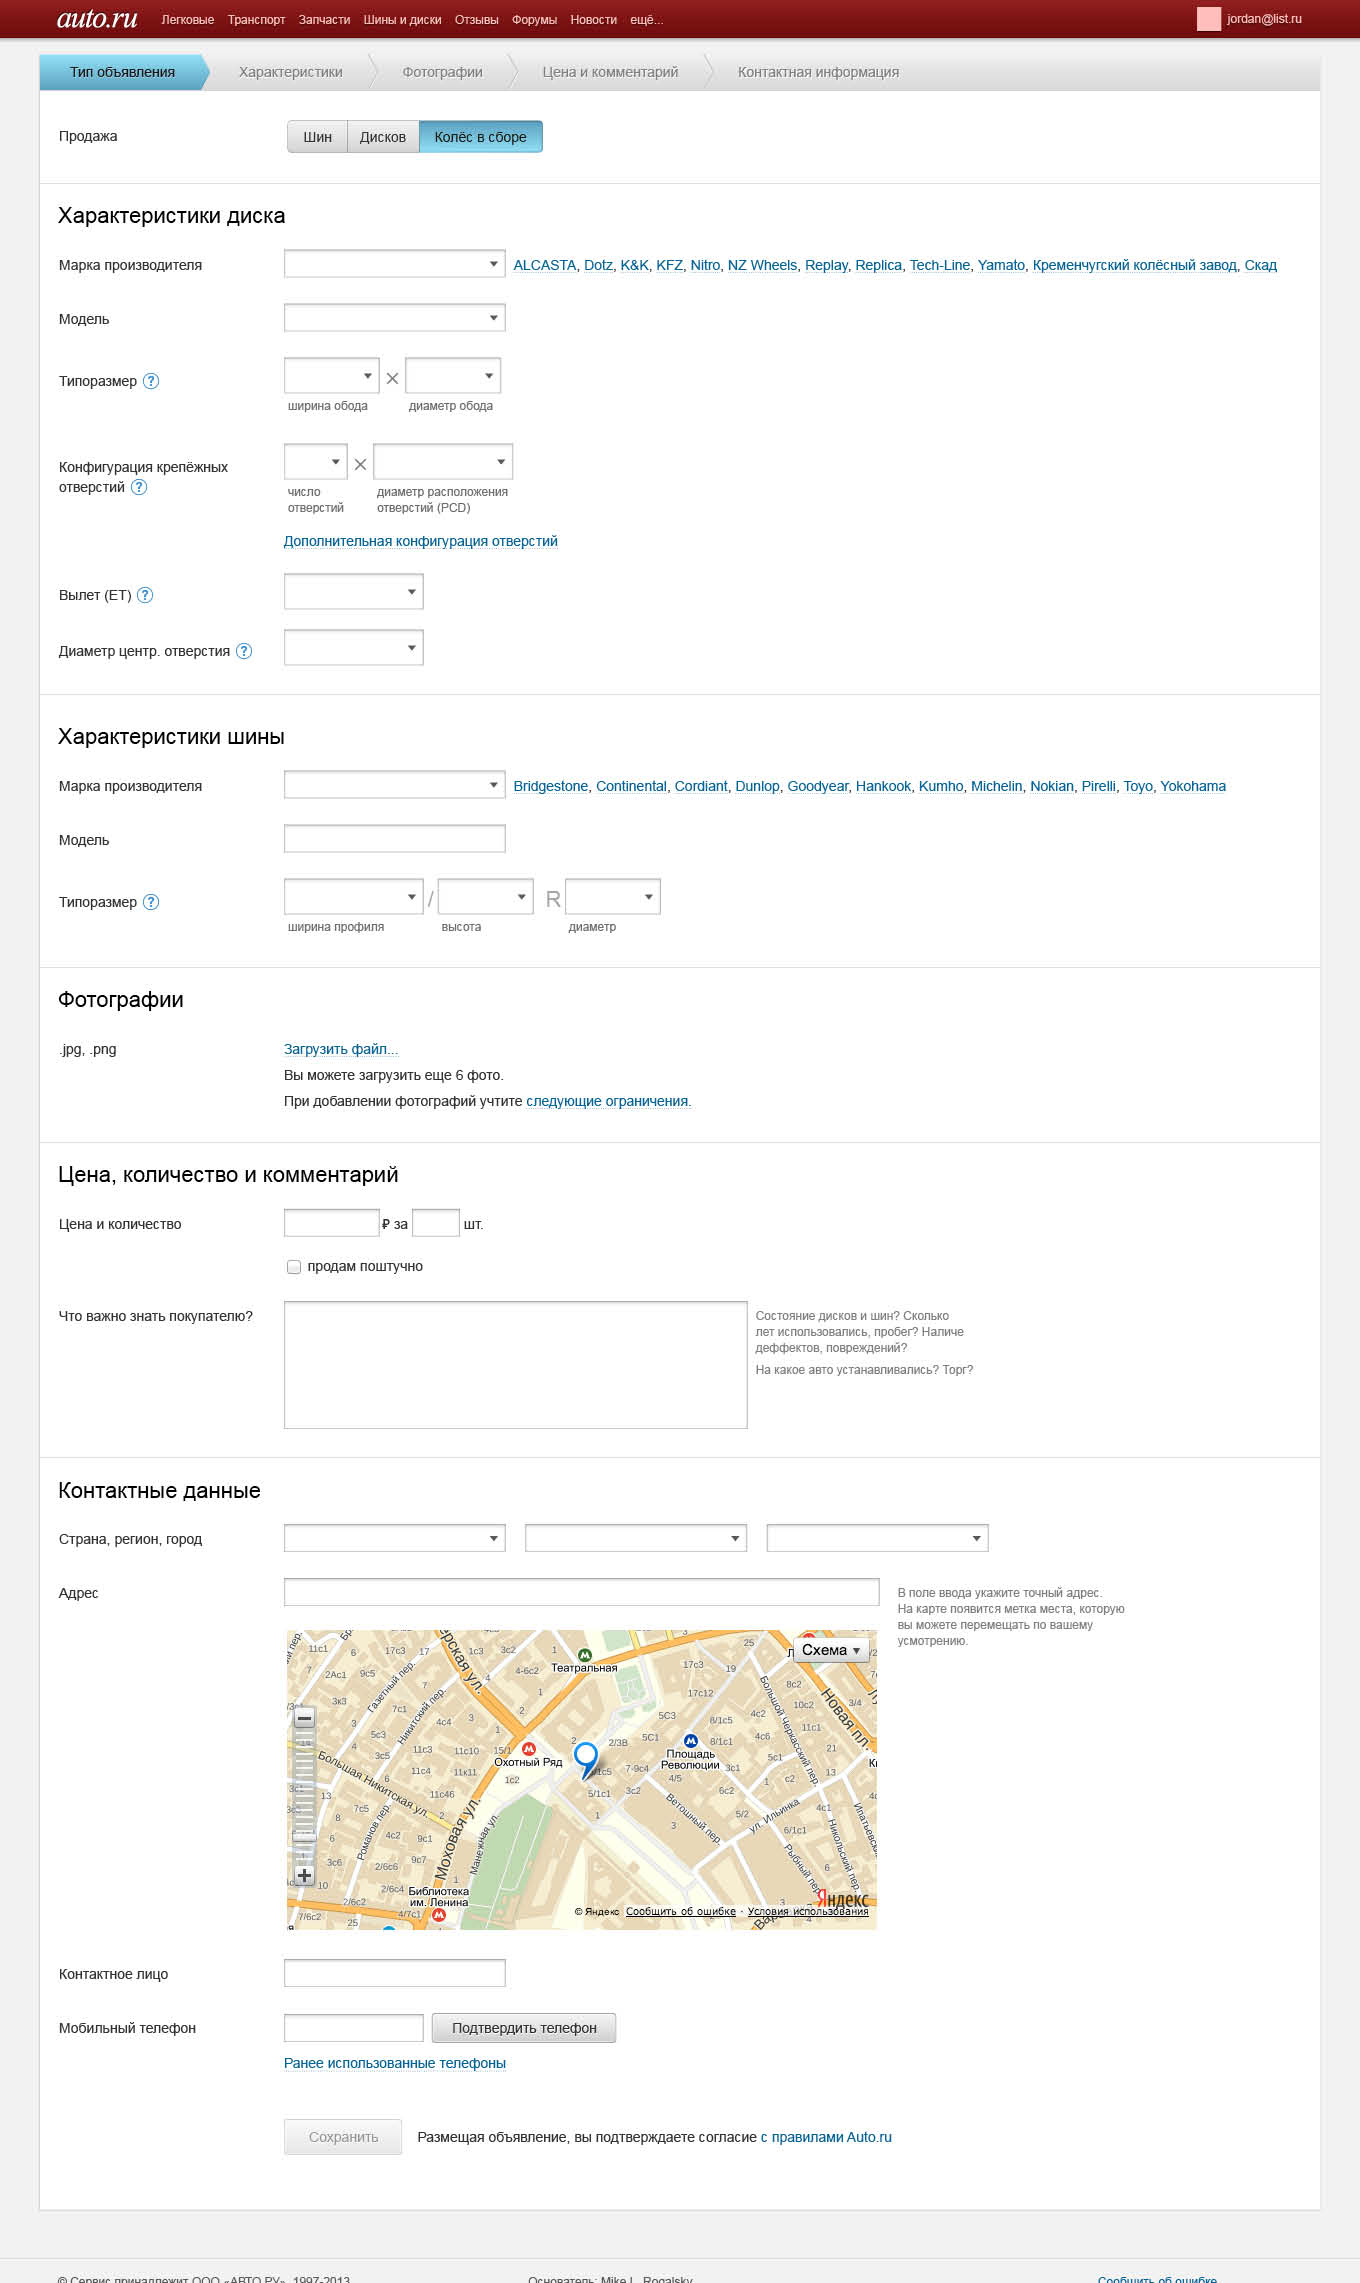 auto.ru Легковые Транспорт Запчасти Шины и диски Отзывы Форумы Новости ещё... jordan@list.ru
Тип объявления Характеристики Фотографии Цена и комментарий Контактная информация
Продажа Шин Дисков Колёс в сборе
Характеристики диска
Марка производителя ALCASTA, Dotz, K&K, KFZ, Nitro, NZ Wheels, Replay, Replica, Tech-Line, Yamato, Кременчугский колёсный завод, Скад
Модель
Типоразмер ? ×
ширина обода диаметр обода
Конфигурация крепёжных
отверстий ? ×
число диаметр расположения
отверстий отверстий (PCD)
Дополнительная конфигурация отверстий
Вылет (ET) ?
Диаметр центр. отверстия ?
Характеристики шины
Марка производителя Bridgestone, Continental, Cordiant, Dunlop, Goodyear, Hankook, Kumho, Michelin, Nokian, Pirelli, Toyo, Yokohama
Модель
Типоразмер ? / R
ширина профиля высота диаметр
Фотографии
.jpg, .png Загрузить файл...
Вы можете загрузить еще 6 фото.
При добавлении фотографий учтите следующие ограничения.
Цена, количество и комментарий
Цена и количество ₽ за шт.
продам поштучно
Что важно знать покупателю?
Состояние дисков и шин? Сколько
лет использовались, пробег? Наличе
деффектов, повреждений?
На какое авто устанавливались? Торг?
Контактные данные
Страна, регион, город
Адрес
В поле ввода укажите точный адрес.
На карте появится метка места, которую
вы можете перемещать по вашему
усмотрению.
Схема
Театральная
Газетный пер.
Никитский пер.
Большой Черкасский пер.
Новая пл.
Охотный Ряд
Площадь
Революции
Большая Никитская ул.
Романов пер.
Моховая ул.
Манежная ул.
Ветошный пер.
ул. Ильинка
Рыбный пер.
Никольский пер.
Библиотека
им. Ленина
Яндекс
© Яндекс Сообщить об ошибке · Условия использования
Контактное лицо
Мобильный телефон Подтвердить телефон
Ранее использованные телефоны
Сохранить Размещая объявление, вы подтверждаете согласие с правилами Auto.ru
© Сервис принадлежит ООО «АВТО.РУ», 1997-2013 Основатель: Mike L. Rogalsky Сообщить об ошибке